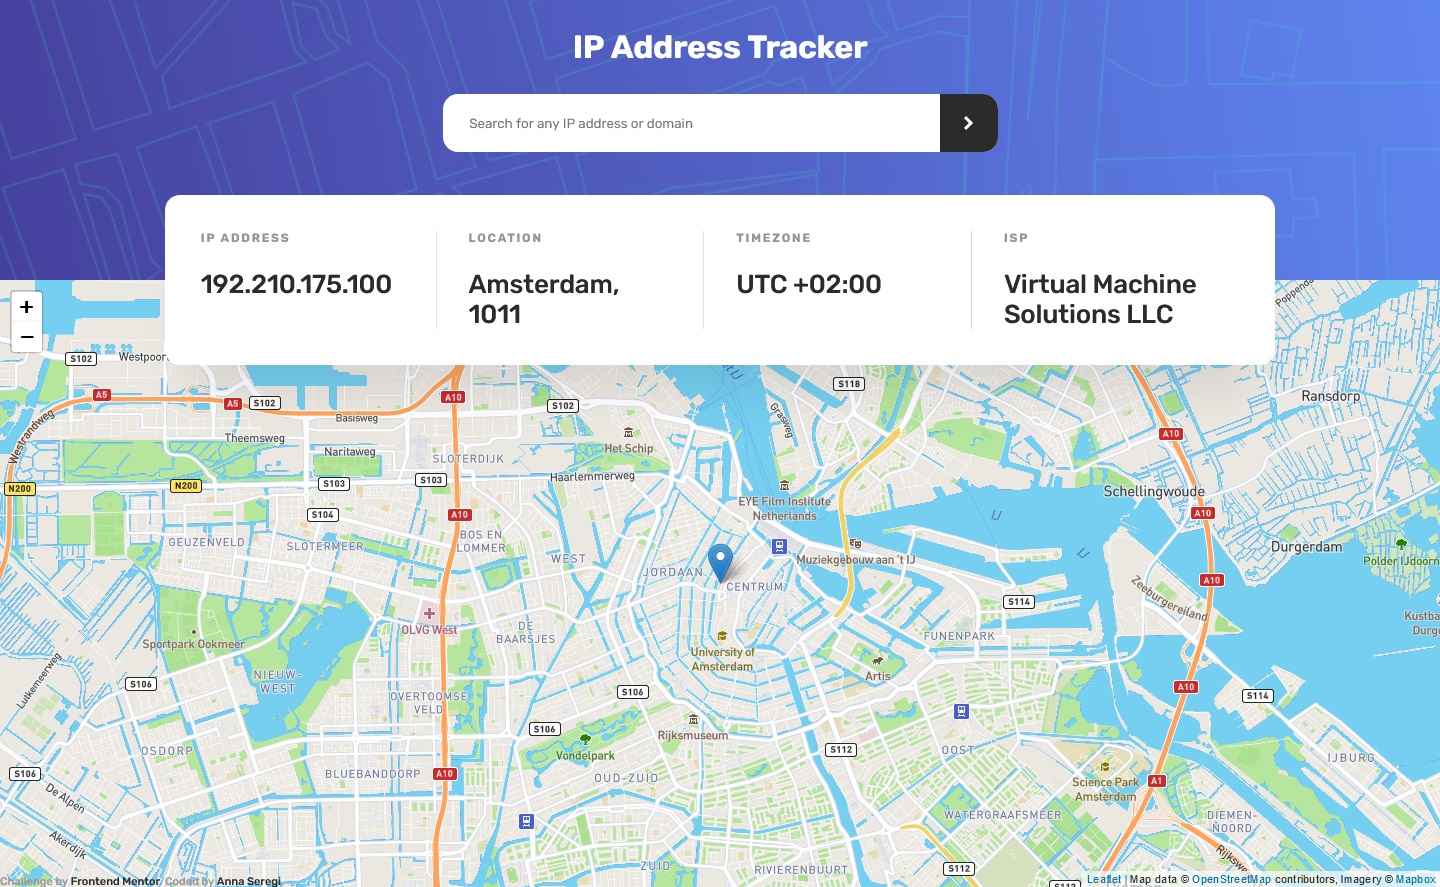 IP Address Tracker
Search for any IP address or domain
IP ADDRESS
192.210.175.100
LOCATION
Amsterdam,
1011
TIMEZONE
UTC +02:00
ISP
Virtual Machine
Solutions LLC
+
−
S102
Westpoor
A5
A5
S102
Basisweg
A10
S102
S118
Grasweg
Ransdorp
Westrandweg
Theemsweg
Naritaweg
SLOTERDIJK
Het Schip
A10
N200
N200
S103
S103
Haarlemmerweg
EYE Film Institute
Netherlands
Schellingwoude
S104
A10
IJ
A10
GEUZENVELD
SLOTERMEER
BOS EN
LOMMER
WEST
JORDAAN
CENTRUM
Muziekgebouw aan 't IJ
IJ
Durgerdam
Polder IJdoorn
A10
Zeeburgereiland
S114
OLVG West
Sportpark Ookmeer
DE
BAARSJES
University of
Amsterdam
FUNENPARK
Artis
Kustba
Durg
Lutkemeerweg
NIEUW-
WEST
S106
OVERTOOMSE
VELD
S106
A10
S114
S106
Rijksmuseum
Vondelpark
S112
OOST
OSDORP
S106
BLUEBANDDORP
A10
OUD-ZUID
Science Park
Amsterdam
A1
IJBURG
De Alpen
Akerdijk
WATERGRAAFSMEER
DIEMEN-
NOORD
ZUID
RIVIERENBUURT
S112
S112
Rijksw
Challenge by Frontend Mentor. Coded by Anna Seregi.
Leaflet | Map data © OpenStreetMap contributors, Imagery © Mapbox